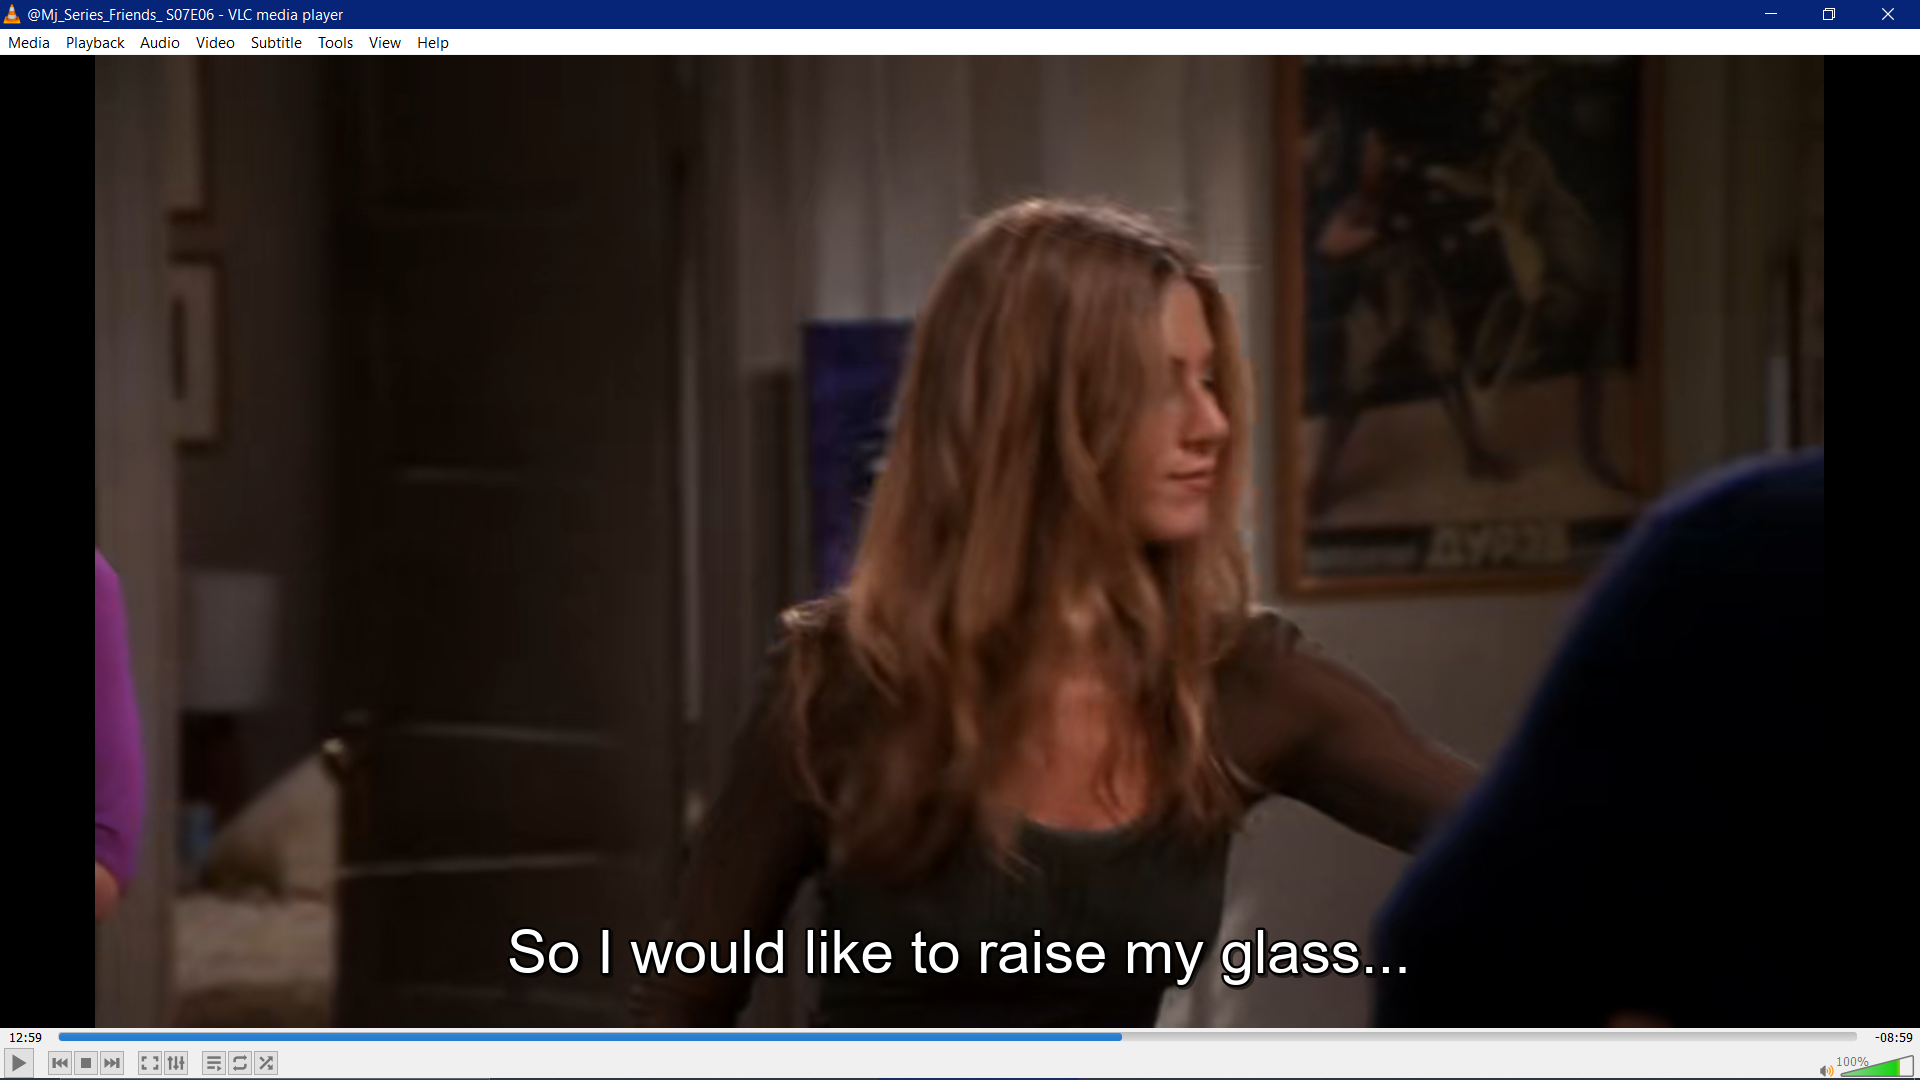 @Mj_Series_Friends_ S07E06 - VLC media player
Media Playback Audio Video Subtitle Tools View Help
ДУРЭВ
So I would like to raise my glass...
12:59
-08:59
100%